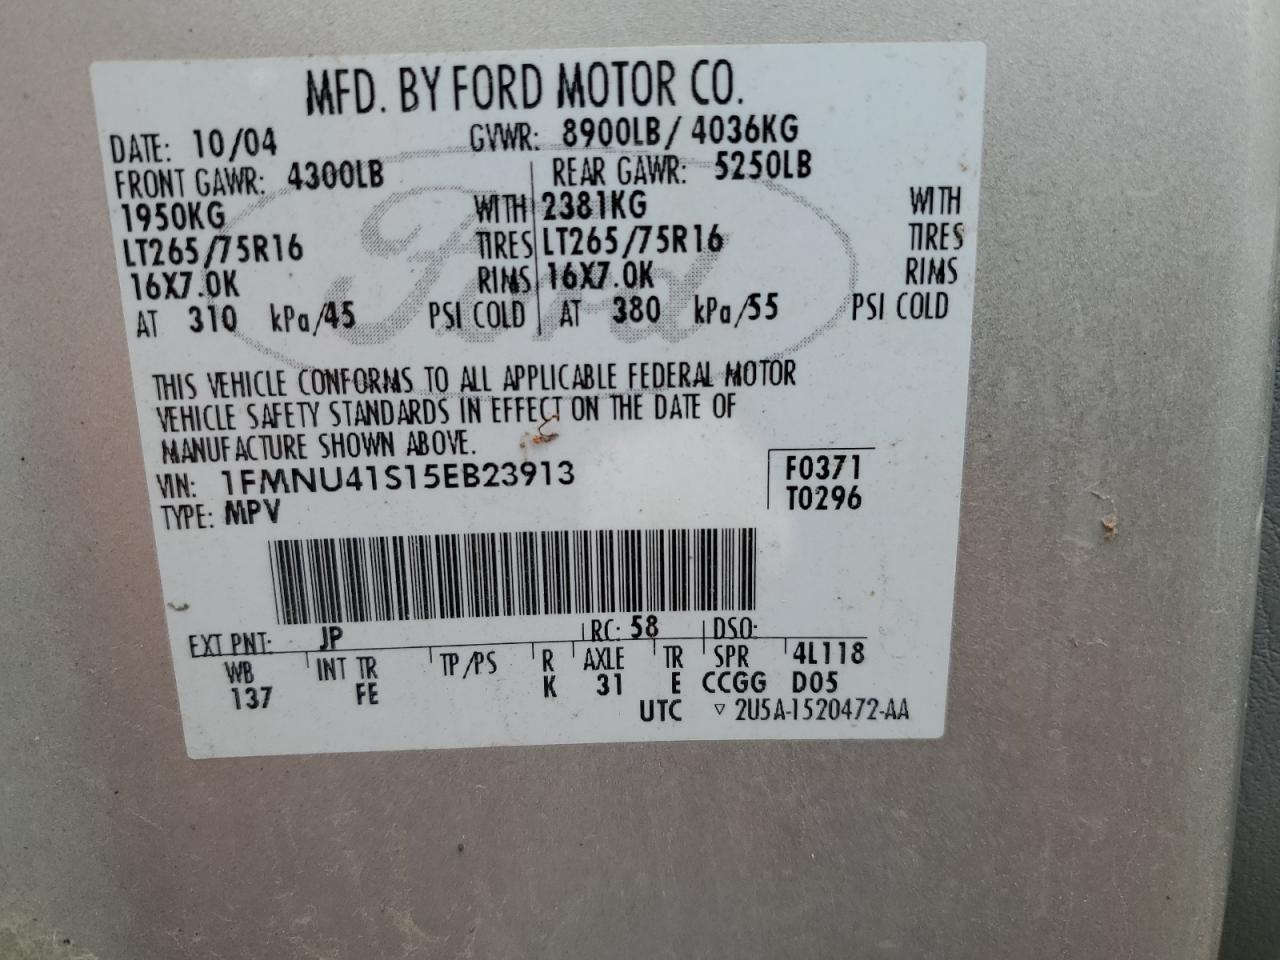 MFD. BY FORD MOTOR CO.
DATE: 10/04 GVWR: 8900LB/ 4036KG
FRONT GAWR: 4300LB REAR GAWR: 5250LB
1950KG WITH 2381KG WITH
LT265/75R16 TIRES LT265/75R16 TIRES
16X7.0K RIMS 16X7.0K RIMS
AT 310 kPa/45 PSI COLD AT 380 kPa/55 PSI COLD
Ford
THIS VEHICLE CONFORMS TO ALL APPLICABLE FEDERAL MOTOR
VEHICLE SAFETY STANDARDS IN EFFECT ON THE DATE OF
MANUFACTURE SHOWN ABOVE.
VIN: 1FMNU41S15EB23913 F0371
TYPE: MPV T0296
EXT PNT: JP RC: 58 DSO:
WB INT TR TP/PS R AXLE TR SPR 4L118
137 FE K 31 E CCGG D05
UTC ▽ 2U5A-1520472-AA